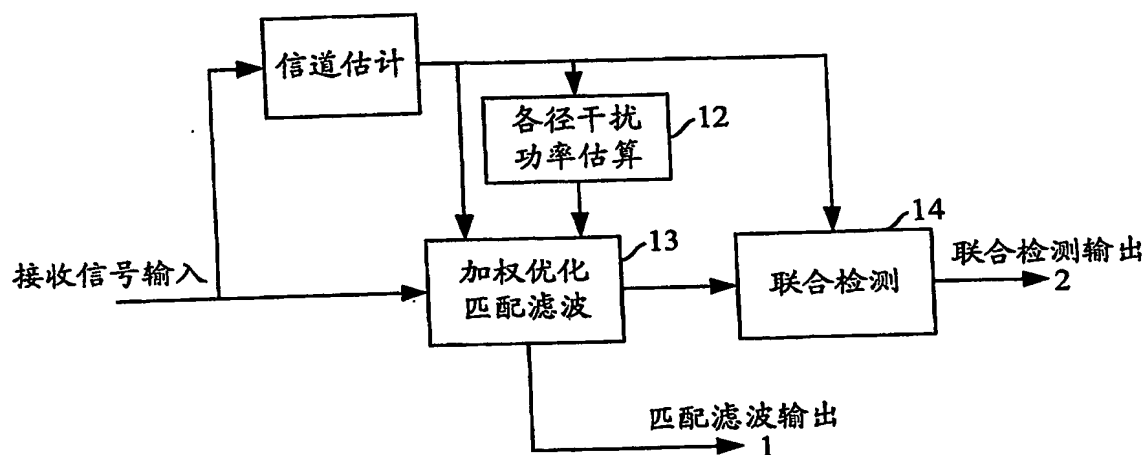 信道估计
各径干扰
功率估算
12
接收信号输入
加权优化
匹配滤波
13
联合检测
14
联合检测输出
2
匹配滤波输出
1